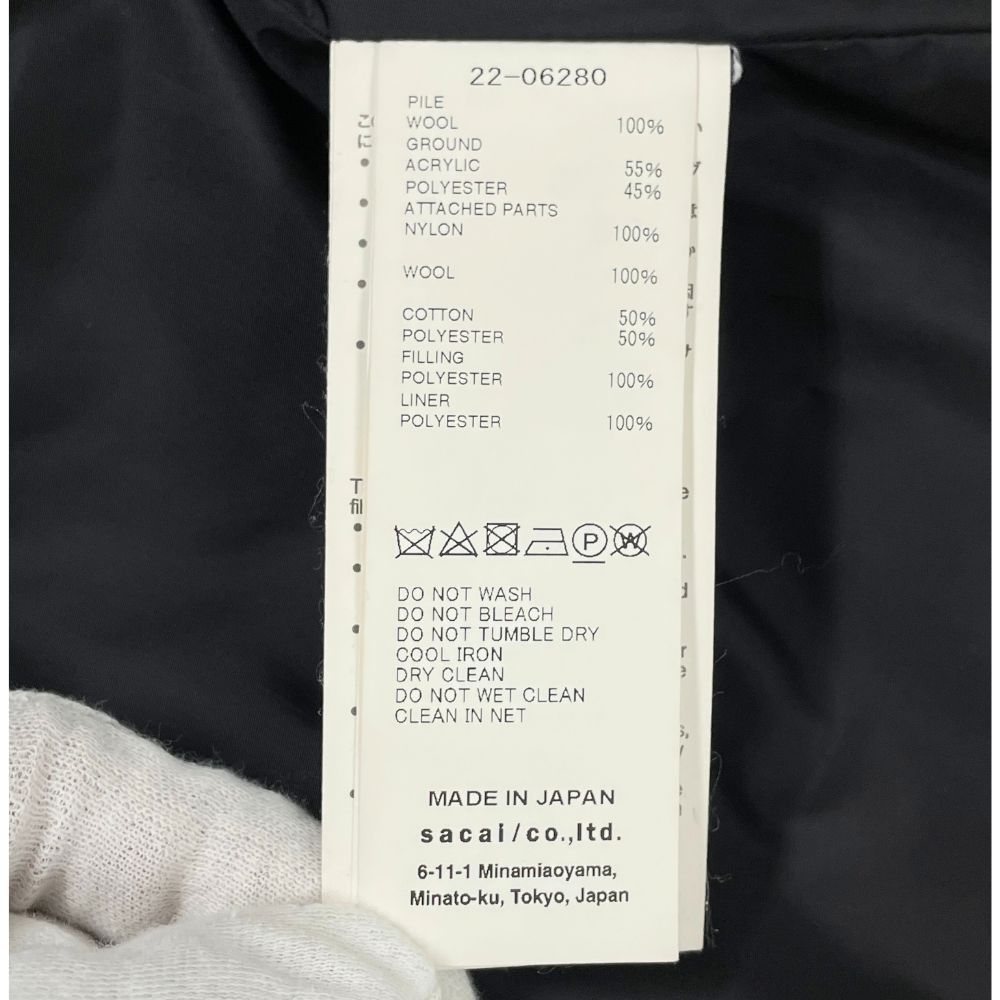 22-06280
PILE
WOOL 100%
GROUND
ACRYLIC 55%
POLYESTER 45%
ATTACHED PARTS
NYLON 100%
WOOL 100%
COTTON 50%
POLYESTER 50%
FILLING
POLYESTER 100%
LINER
POLYESTER 100%
P
W
DO NOT WASH
DO NOT BLEACH
DO NOT TUMBLE DRY
COOL IRON
DRY CLEAN
DO NOT WET CLEAN
CLEAN IN NET
MADE IN JAPAN
sacai/co.,ltd.
6-11-1 Minamiaoyama,
Minato-ku, Tokyo, Japan